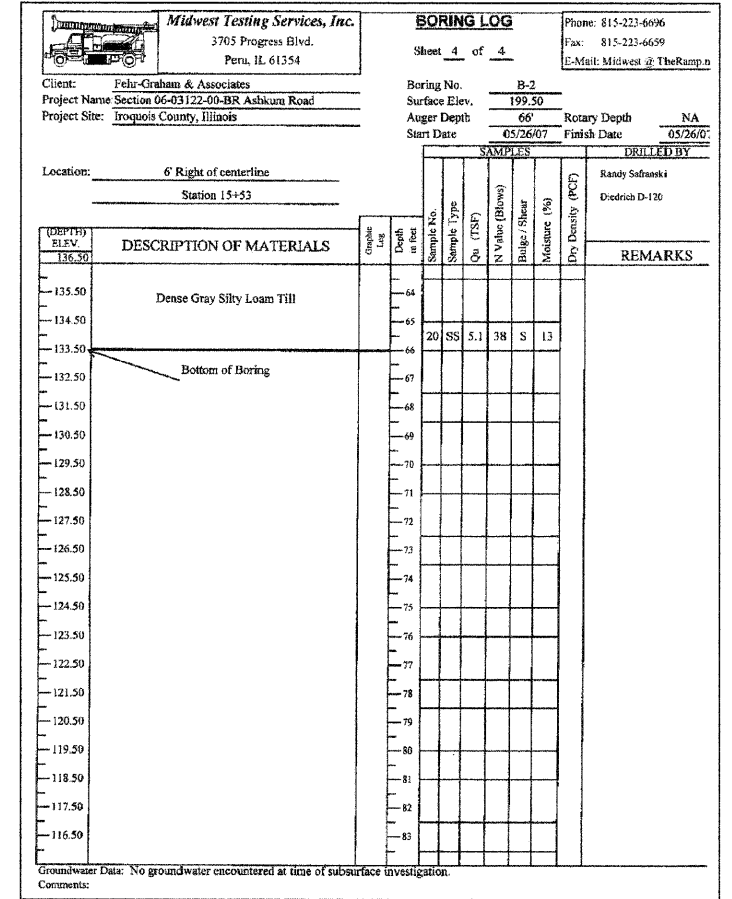 Midwest Testing Services, Inc.
3705 Progress Blvd.
Peru, IL 61354
BORING LOG
Sheet 4 of 4
Phone: 815-223-6696
Fax: 815-223-6659
E-Mail: Midwest @ TheRamp.n
Client: Fehr-Graham & Associates
Project Name Section 06-03122-00-BR Ashkum Road
Project Site: Iroquois County, Illinois
Boring No. B-2
Surface Elev. 199.50
Auger Depth 66' Rotary Depth NA
Start Date 05/26/07 Finish Date 05/26/07
SAMPLES
DRILLED BY
Location: 6' Right of centerline
Station 15+53
Randy Safranski
Diedrich D-120
(DEPTH)
ELEV.
136.50
DESCRIPTION OF MATERIALS
Graphic
Log
Depth
in feet
Sample No.
Sample Type
Qu (TSF)
N Value (Blows)
Bulge / Shear
Moisture (%)
Dry Density (PCF)
REMARKS
135.50 Dense Gray Silty Loam Till 64
134.50 65
20 SS 5.1 38 S 13
133.50 66
Bottom of Boring
132.50 67
131.50 68
130.50 69
129.50 70
128.50 71
127.50 72
126.50 73
125.50 74
124.50 75
123.50 76
122.50 77
121.50 78
120.50 79
119.50 80
118.50 81
117.50 82
116.50 83
Groundwater Data: No groundwater encountered at time of subsurface investigation.
Comments: